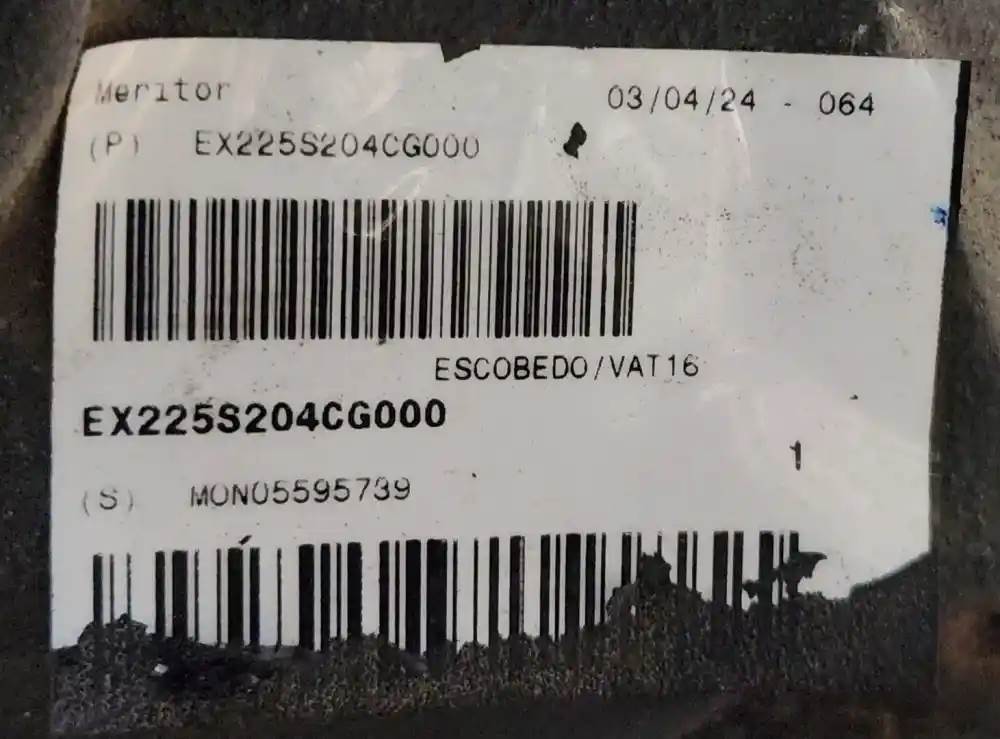 Meritor 03/04/24 - 064
(P) EX225S204CG000
ESCOBEDO/VAT16
EX225S204CG000
1
(S) MON05595739